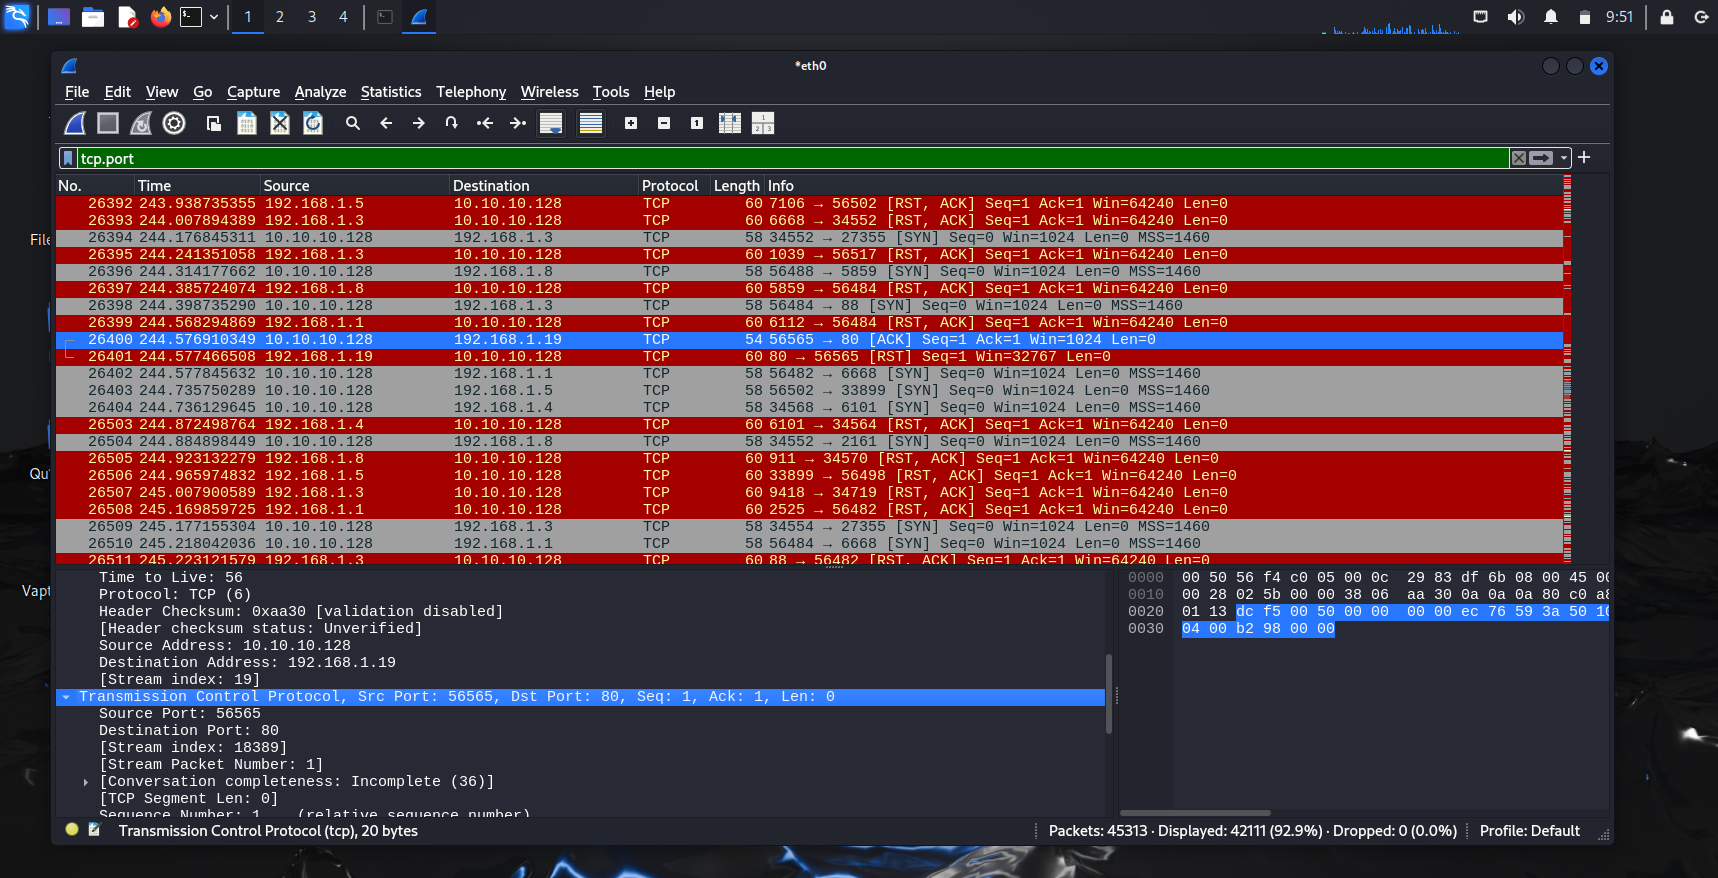 1 2 3 4 9:51
*eth0
File Edit View Go Capture Analyze Statistics Telephony Wireless Tools Help
tcp.port
No. Time Source Destination Protocol Length Info
26392 243.938735355 192.168.1.5 10.10.10.128 TCP 60 7106 → 56502 [RST, ACK] Seq=1 Ack=1 Win=64240 Len=0
26393 244.007894389 192.168.1.3 10.10.10.128 TCP 60 6668 → 34552 [RST, ACK] Seq=1 Ack=1 Win=64240 Len=0
26394 244.176845311 10.10.10.128 192.168.1.3 TCP 58 34552 → 27355 [SYN] Seq=0 Win=1024 Len=0 MSS=1460
26395 244.241351058 192.168.1.3 10.10.10.128 TCP 60 1039 → 56517 [RST, ACK] Seq=1 Ack=1 Win=64240 Len=0
26396 244.314177662 10.10.10.128 192.168.1.8 TCP 58 56488 → 5859 [SYN] Seq=0 Win=1024 Len=0 MSS=1460
26397 244.385724074 192.168.1.8 10.10.10.128 TCP 60 5859 → 56484 [RST, ACK] Seq=1 Ack=1 Win=64240 Len=0
26398 244.398735290 10.10.10.128 192.168.1.3 TCP 58 56484 → 88 [SYN] Seq=0 Win=1024 Len=0 MSS=1460
26399 244.568294869 192.168.1.1 10.10.10.128 TCP 60 6112 → 56484 [RST, ACK] Seq=1 Ack=1 Win=64240 Len=0
26400 244.576910349 10.10.10.128 192.168.1.19 TCP 54 56565 → 80 [ACK] Seq=1 Ack=1 Win=1024 Len=0
26401 244.577466508 192.168.1.19 10.10.10.128 TCP 60 80 → 56565 [RST] Seq=1 Win=32767 Len=0
26402 244.577845632 10.10.10.128 192.168.1.1 TCP 58 56482 → 6668 [SYN] Seq=0 Win=1024 Len=0 MSS=1460
26403 244.735750289 10.10.10.128 192.168.1.5 TCP 58 56502 → 33899 [SYN] Seq=0 Win=1024 Len=0 MSS=1460
26404 244.736129645 10.10.10.128 192.168.1.4 TCP 58 34568 → 6101 [SYN] Seq=0 Win=1024 Len=0 MSS=1460
26503 244.872498764 192.168.1.4 10.10.10.128 TCP 60 6101 → 34564 [RST, ACK] Seq=1 Ack=1 Win=64240 Len=0
26504 244.884898449 10.10.10.128 192.168.1.8 TCP 58 34552 → 2161 [SYN] Seq=0 Win=1024 Len=0 MSS=1460
26505 244.923132279 192.168.1.8 10.10.10.128 TCP 60 911 → 34570 [RST, ACK] Seq=1 Ack=1 Win=64240 Len=0
26506 244.965974832 192.168.1.5 10.10.10.128 TCP 60 33899 → 56498 [RST, ACK] Seq=1 Ack=1 Win=64240 Len=0
26507 245.007900589 192.168.1.3 10.10.10.128 TCP 60 9418 → 34719 [RST, ACK] Seq=1 Ack=1 Win=64240 Len=0
26508 245.169859725 192.168.1.1 10.10.10.128 TCP 60 2525 → 56482 [RST, ACK] Seq=1 Ack=1 Win=64240 Len=0
26509 245.177155304 10.10.10.128 192.168.1.3 TCP 58 34554 → 27355 [SYN] Seq=0 Win=1024 Len=0 MSS=1460
26510 245.218042036 10.10.10.128 192.168.1.1 TCP 58 56484 → 6668 [SYN] Seq=0 Win=1024 Len=0 MSS=1460
26511 245.223121579 192.168.1.3 10.10.10.128 TCP 60 88 → 56482 [RST, ACK] Seq=1 Ack=1 Win=64240 Len=0
File
Vapt
Time to Live: 56
Protocol: TCP (6)
Header Checksum: 0xaa30 [validation disabled]
[Header checksum status: Unverified]
Source Address: 10.10.10.128
Destination Address: 192.168.1.19
[Stream index: 19]
Transmission Control Protocol, Src Port: 56565, Dst Port: 80, Seq: 1, Ack: 1, Len: 0
Source Port: 56565
Destination Port: 80
[Stream index: 18389]
[Stream Packet Number: 1]
[Conversation completeness: Incomplete (36)]
[TCP Segment Len: 0]
Sequence Number: 1 (relative sequence number)
0000 00 50 56 f4 c0 05 00 0c 29 83 df 6b 08 00 45 00
0010 00 28 02 5b 00 00 38 06 aa 30 0a 0a 0a 80 c0 a8
0020 01 13 dc f5 00 50 00 00 00 00 ec 76 59 3a 50 10
0030 04 00 b2 98 00 00
Transmission Control Protocol (tcp), 20 bytes
Packets: 45313 · Displayed: 42111 (92.9%) · Dropped: 0 (0.0%)
Profile: Default